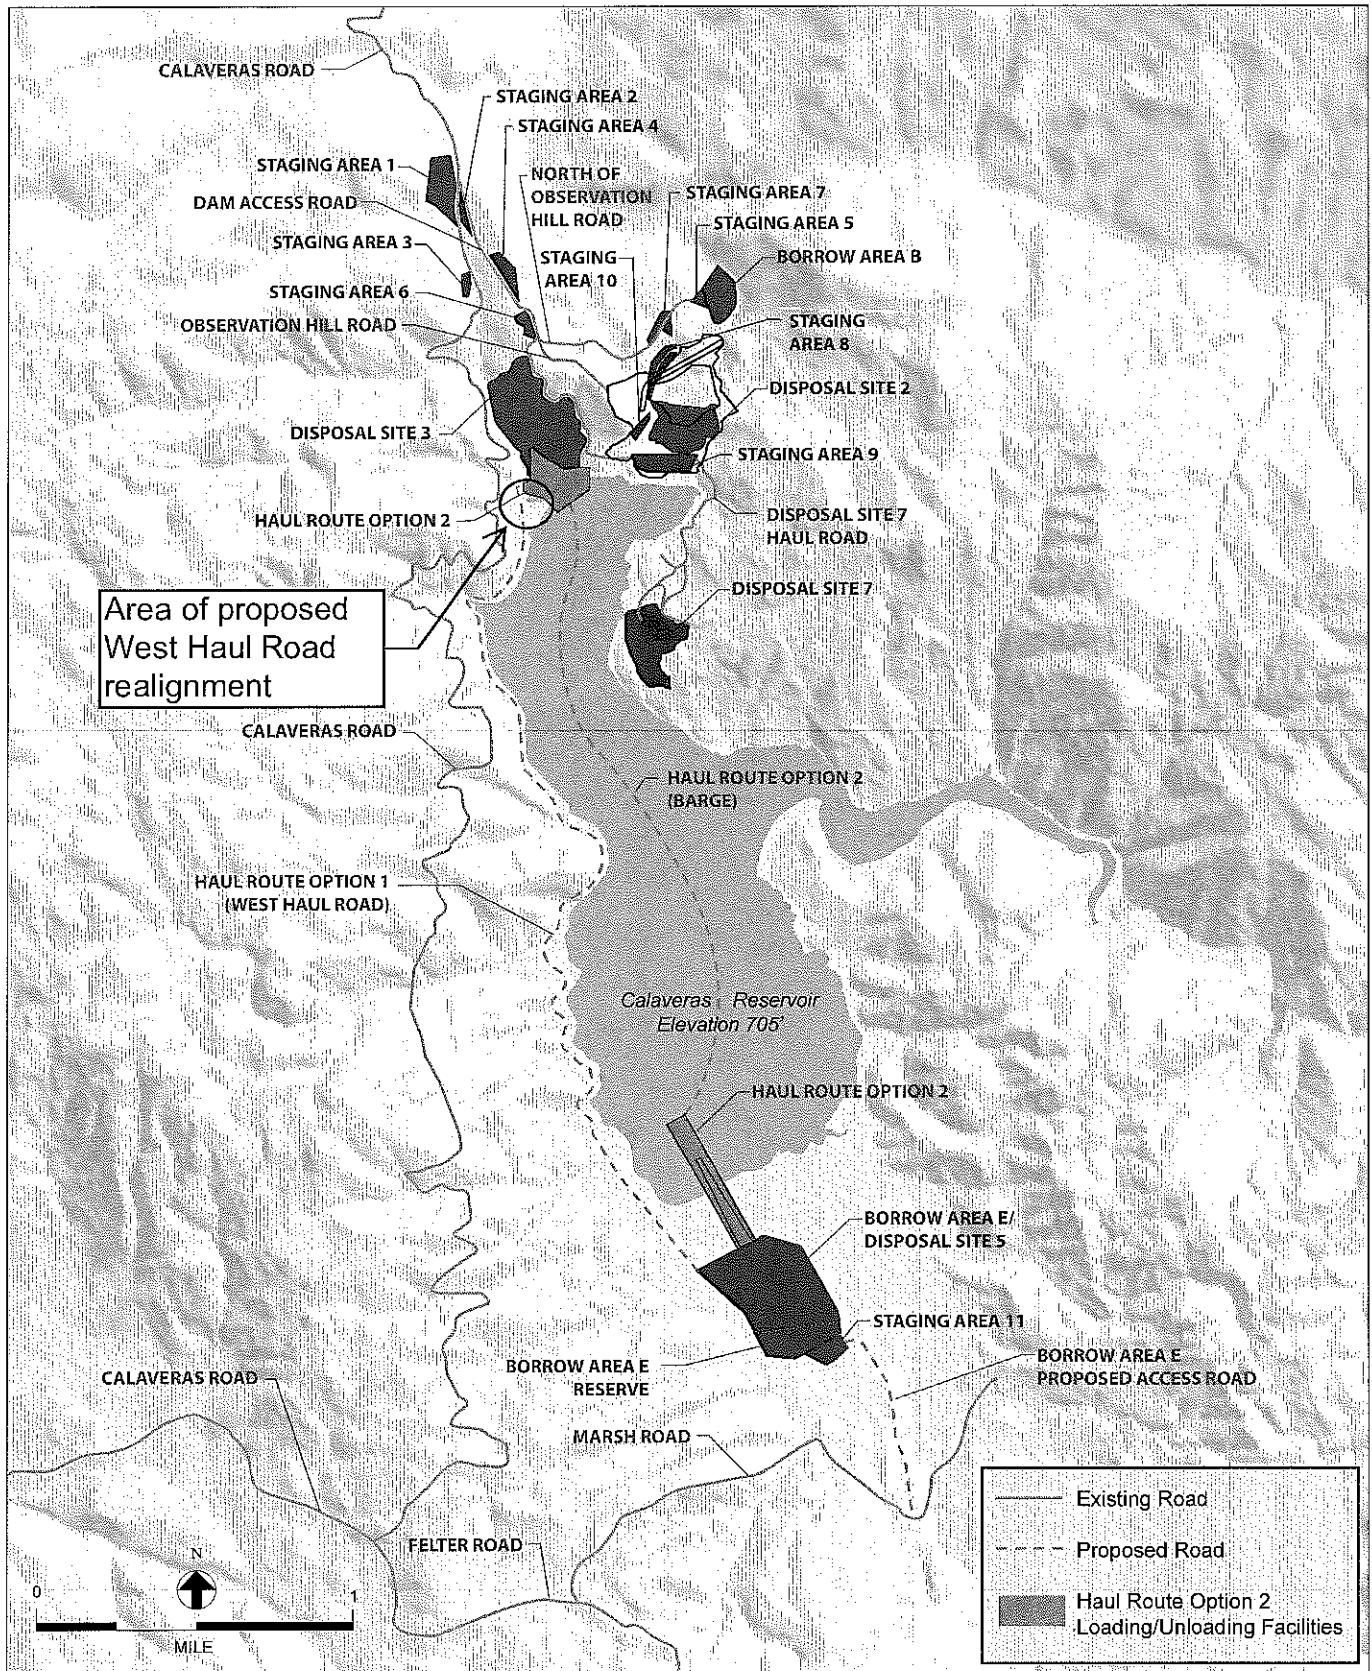 CALAVERAS ROAD
STAGING AREA 2
STAGING AREA 4
STAGING AREA 1
NORTH OF
OBSERVATION
HILL ROAD
STAGING AREA 7
DAM ACCESS ROAD
STAGING AREA 5
STAGING AREA 3
STAGING
AREA 10
BORROW AREA B
STAGING AREA 6
OBSERVATION HILL ROAD
STAGING
AREA 8
DISPOSAL SITE 2
DISPOSAL SITE 3
STAGING AREA 9
HAUL ROUTE OPTION 2
DISPOSAL SITE 7
HAUL ROAD
DISPOSAL SITE 7
Area of proposed
West Haul Road
realignment
CALAVERAS ROAD
HAUL ROUTE OPTION 2
(BARGE)
HAUL ROUTE OPTION 1
(WEST HAUL ROAD)
Calaveras Reservoir
Elevation 705'
HAUL ROUTE OPTION 2
BORROW AREA E/
DISPOSAL SITE 5
STAGING AREA 11
BORROW AREA E
RESERVE
BORROW AREA E
PROPOSED ACCESS ROAD
CALAVERAS ROAD
MARSH ROAD
FELTER ROAD
N
0 1
MILE
Existing Road
Proposed Road
Haul Route Option 2
Loading/Unloading Facilities